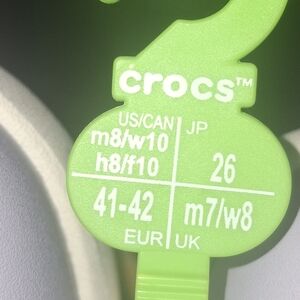 crocs™
US/CAN JP
m8/w10
h8/f10 26
41-42 m7/w8
EUR UK